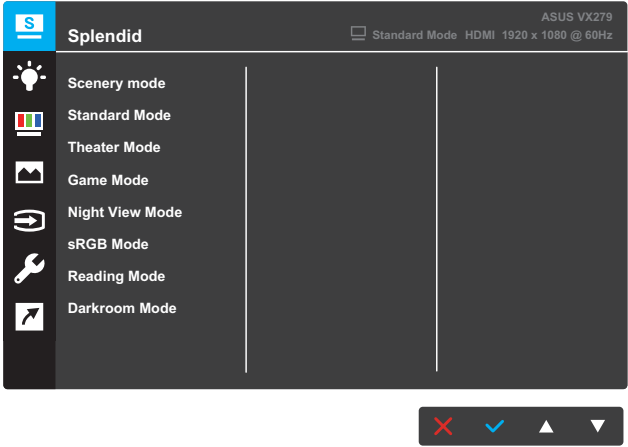 S
ASUS VX279
Splendid
Standard Mode HDMI 1920 x 1080 @ 60Hz
Scenery mode
Standard Mode
Theater Mode
Game Mode
Night View Mode
sRGB Mode
Reading Mode
Darkroom Mode